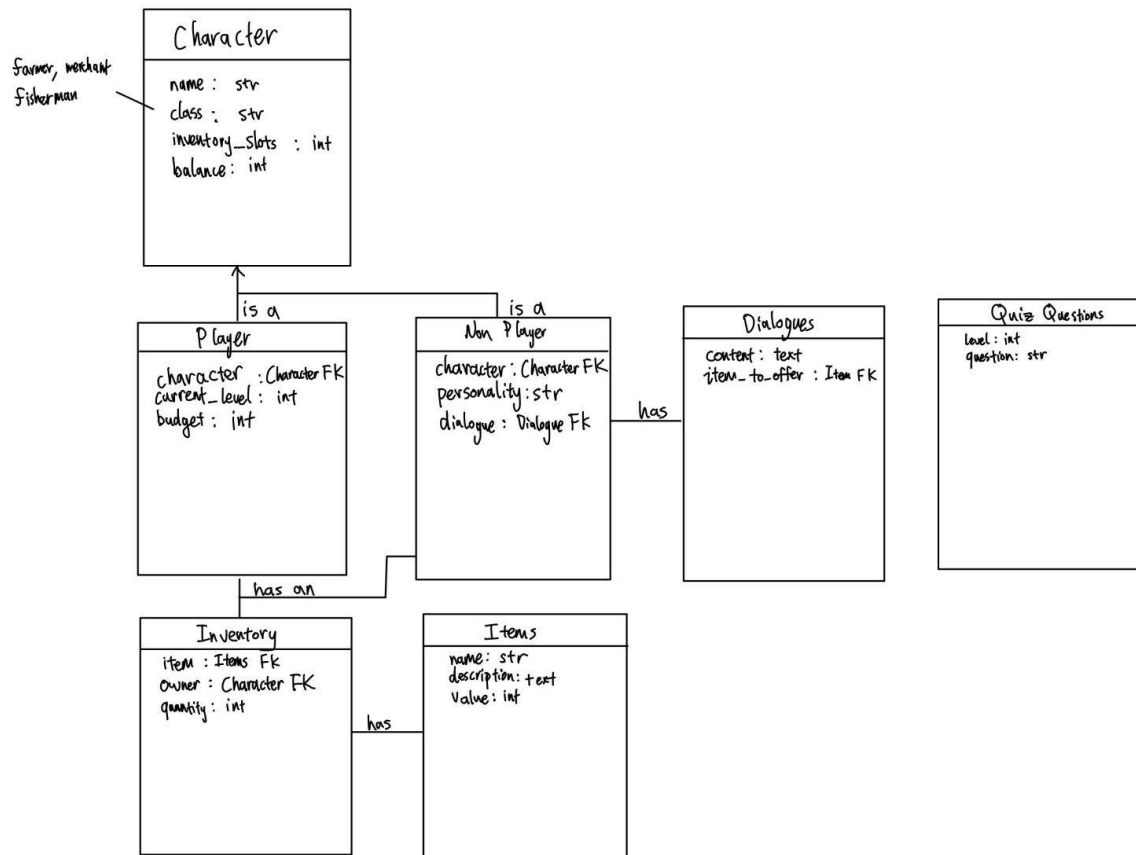 Character
farmer, merchant
fisherman
name : str
class : str
inventory_slots : int
balance : int
is a
is a
Player
character : Character FK
current_level : int
budget : int
Non Player
character : Character FK
personality : str
dialogue : Dialogue FK
has
Dialogues
content : text
item_to_offer : Item FK
Quiz Questions
level : int
question : str
has an
Inventory
item : Items FK
owner : Character FK
quantity : int
has
Items
name : str
description : text
value : int